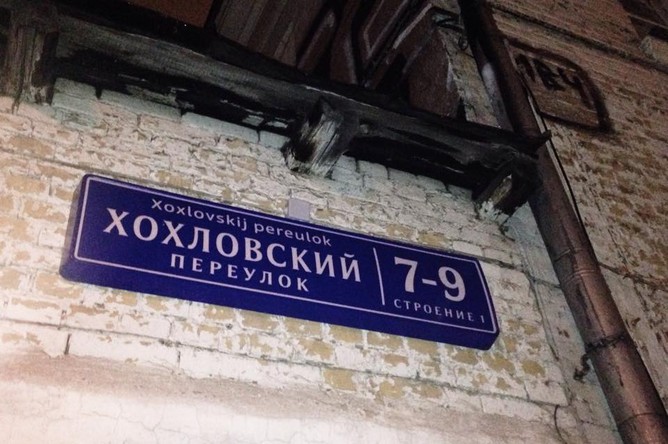 Xoxlovskij pereulok
ХОХЛОВСКИЙ
ПЕРЕУЛОК
7-9
СТРОЕНИЕ 1